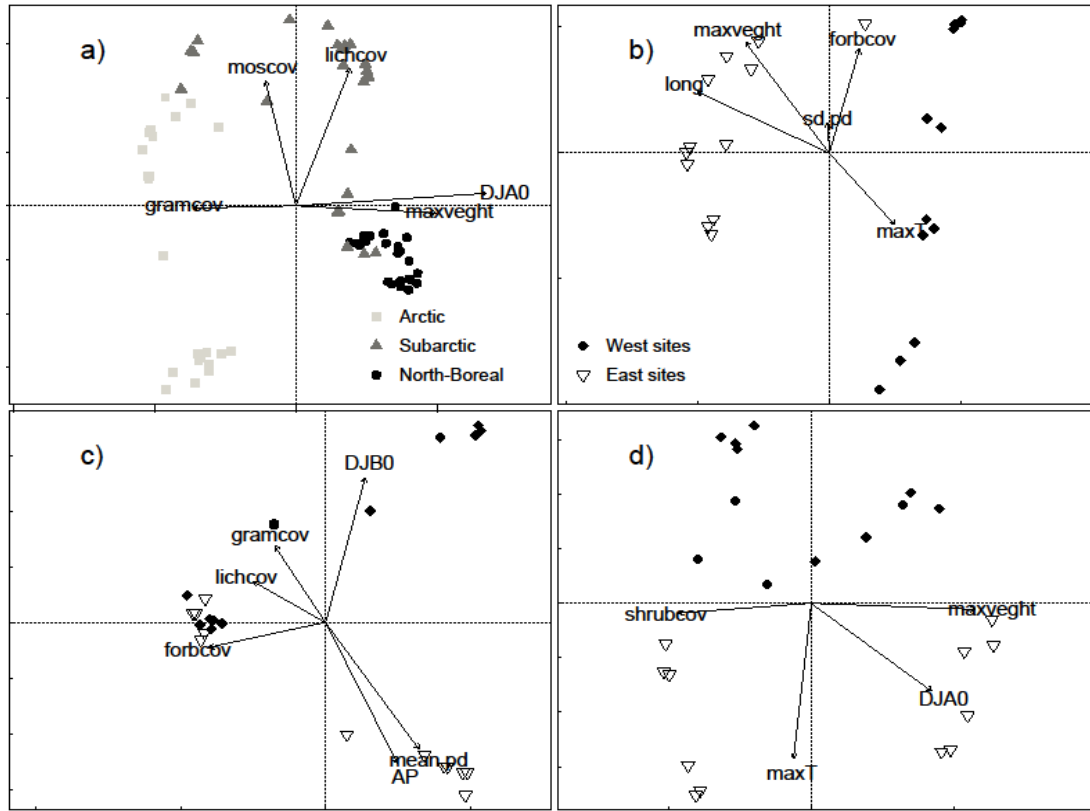 a)
moscov
lichcov
gramcov
DJA0
maxveght
Arctic
Subarctic
North-Boreal
b)
maxveght
forbcov
long
sd.pd
maxT
West sites
East sites
c)
DJB0
gramcov
lichcov
forbcov
mean.pd
AP
d)
shrubcov
maxveght
DJA0
maxT